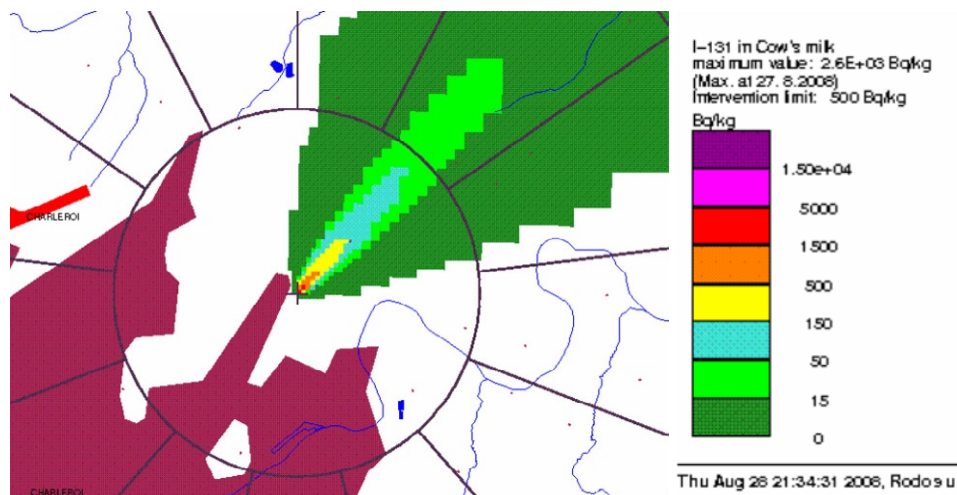 CHARLEROI
CHARLEROI
I-131 in Cow's milk
maximum value: 2.6E+03 Bq/kg
(Max. at 27. 8.2008)
Intervention limit: 500 Bq/kg
Bq/kg
1.50e+04
5000
1500
500
150
50
15
0
Thu Aug 28 21:34:31 2008, Rodos u